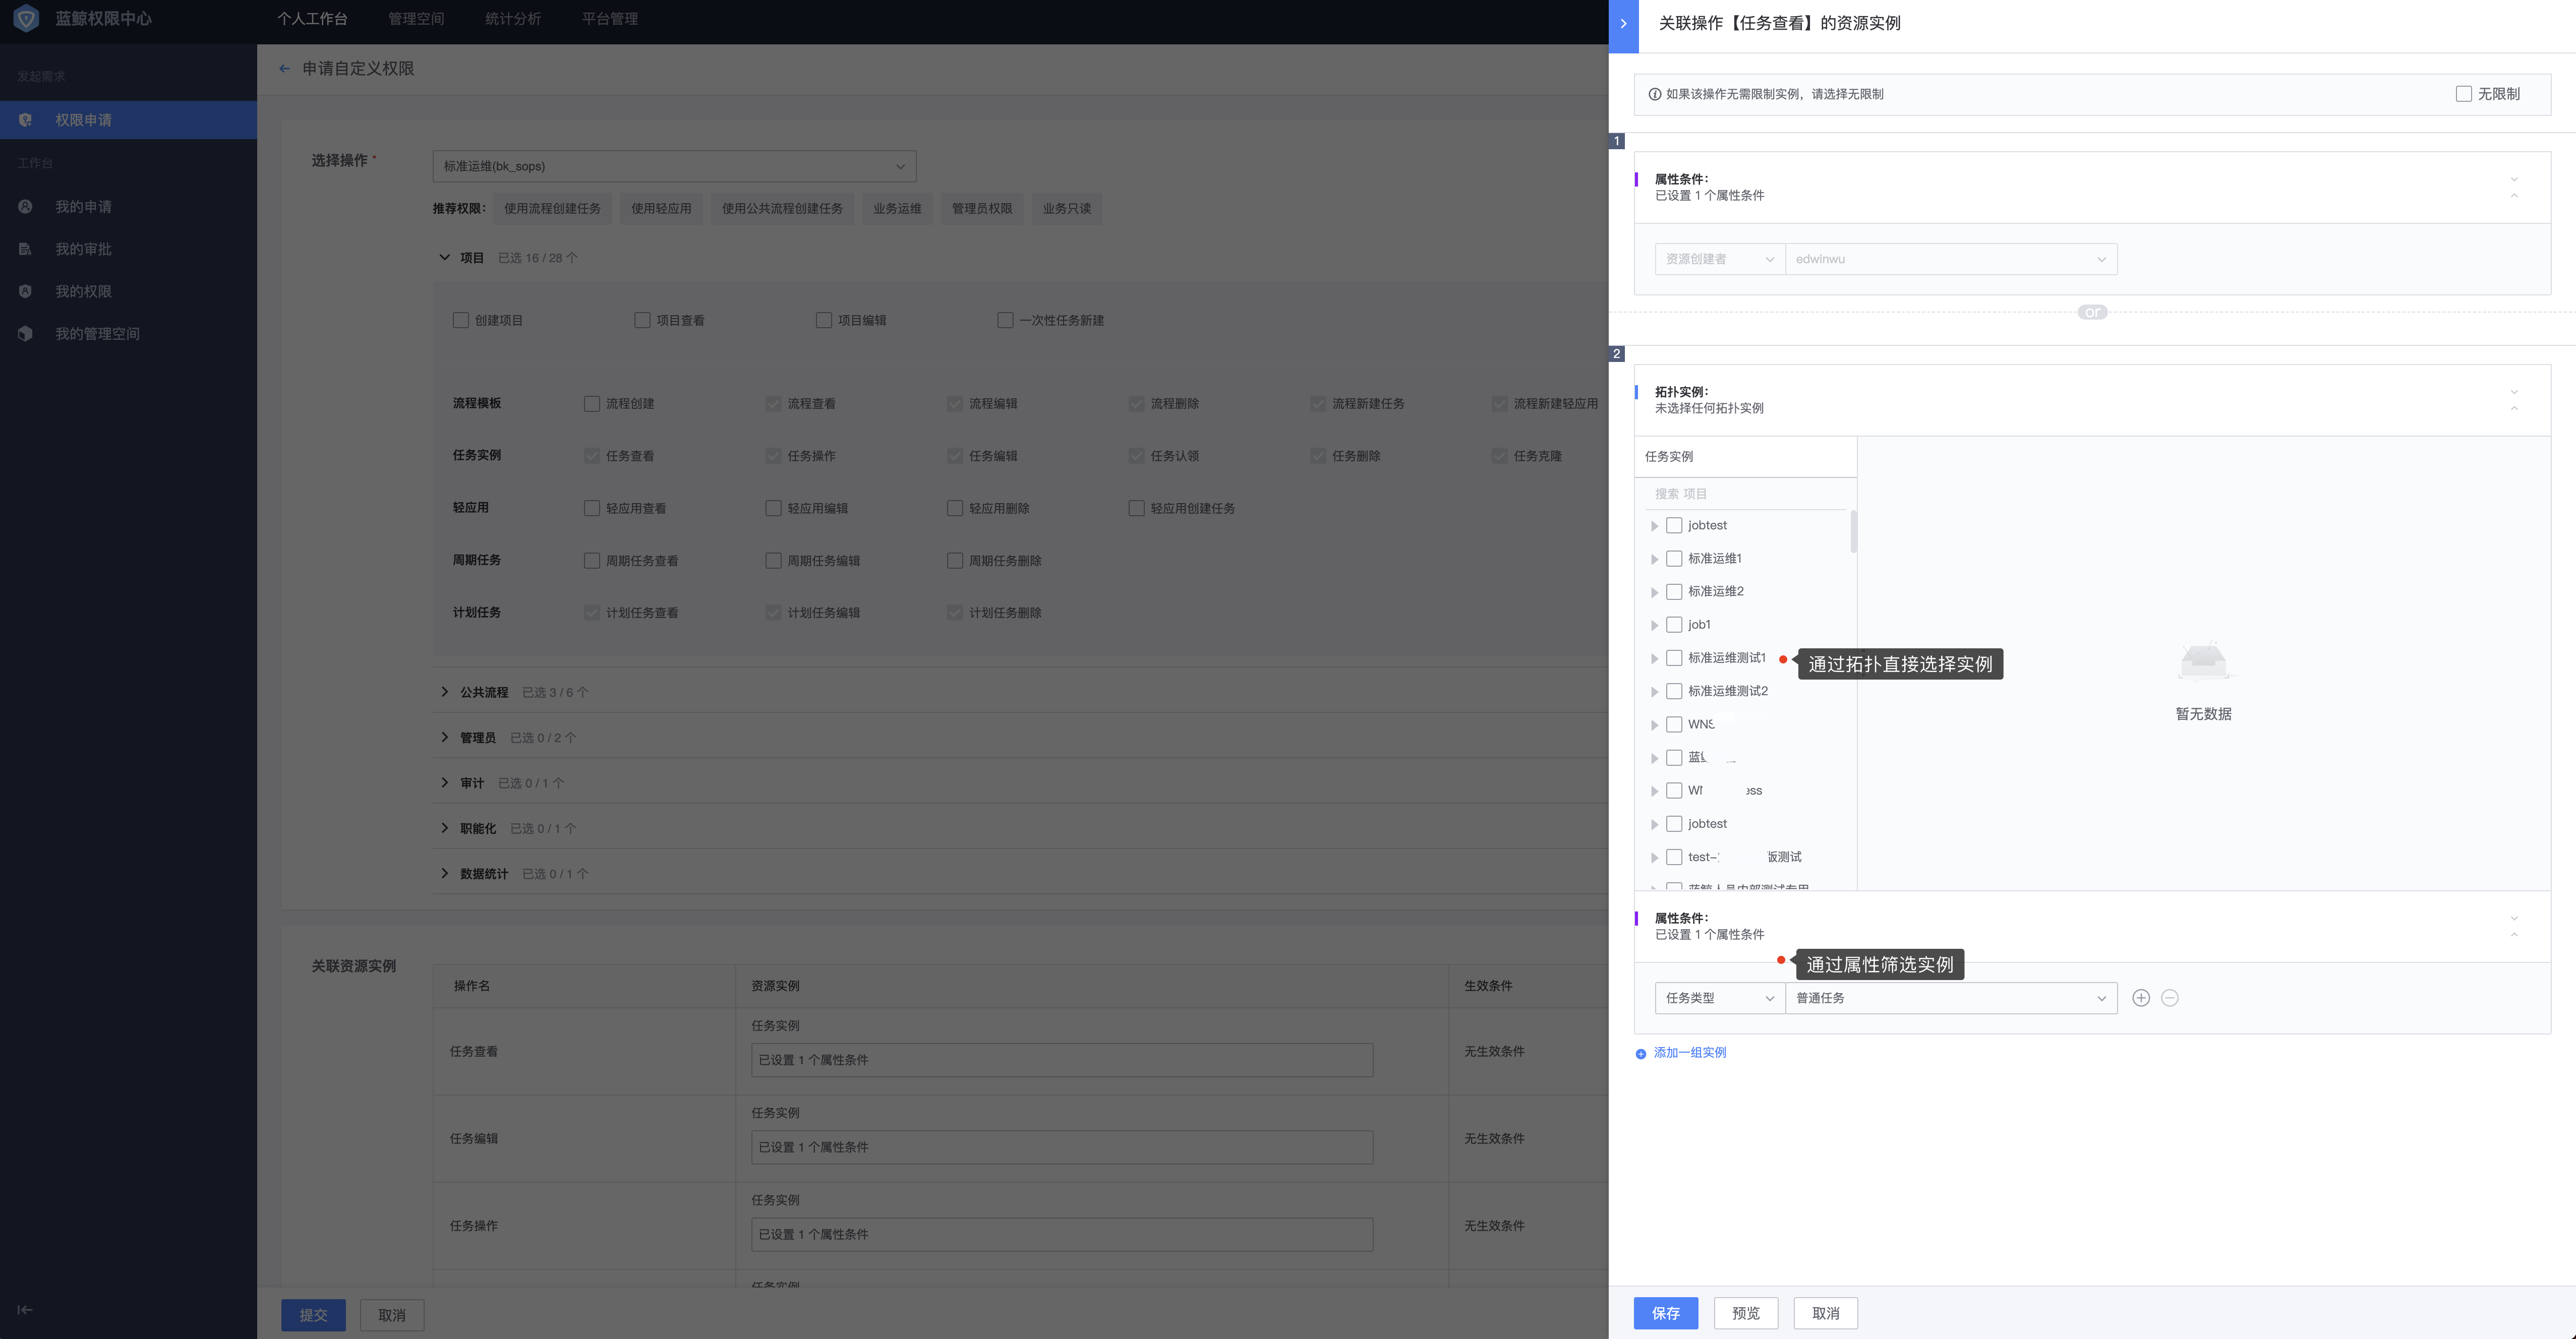 蓝鲸权限中心
个人工作台 管理空间 统计分析 平台管理
发起需求
权限申请
工作台
我的申请
我的审批
我的权限
我的管理空间
申请自定义权限
选择操作 *
标准运维(bk_sops)
推荐权限： 使用流程创建任务 使用轻应用 使用公共流程创建任务 业务运维 管理员权限 业务只读
项目 已选 16 / 28 个
创建项目 项目查看 项目编辑 一次性任务新建
流程模板 流程创建 流程查看 流程编辑 流程删除 流程新建任务 流程新建轻应用
任务实例 任务查看 任务操作 任务编辑 任务认领 任务删除 任务克隆
轻应用 轻应用查看 轻应用编辑 轻应用删除 轻应用创建任务
周期任务 周期任务查看 周期任务编辑 周期任务删除
计划任务 计划任务查看 计划任务编辑 计划任务删除
公共流程 已选 3 / 6 个
管理员 已选 0 / 2 个
审计 已选 0 / 1 个
职能化 已选 0 / 1 个
数据统计 已选 0 / 1 个
关联资源实例
操作名 资源实例 生效条件
任务实例
任务查看 已设置 1 个属性条件 无生效条件
任务实例
任务编辑 已设置 1 个属性条件 无生效条件
任务实例
任务操作 已设置 1 个属性条件 无生效条件
任务实例
提交 取消
关联操作【任务查看】的资源实例
如果该操作无需限制实例，请选择无限制 无限制
1
属性条件：
已设置 1 个属性条件
资源创建者 edwinwu
or
2
拓扑实例：
未选择任何拓扑实例
任务实例
搜索 项目
jobtest
标准运维1
标准运维2
job1
标准运维测试1
通过拓扑直接选择实例
标准运维测试2
WNS
jobtest
test-
版测试
蓝鲸人员内部测试专用
暂无数据
属性条件：
已设置 1 个属性条件
通过属性筛选实例
任务类型 普通任务
添加一组实例
保存 预览 取消